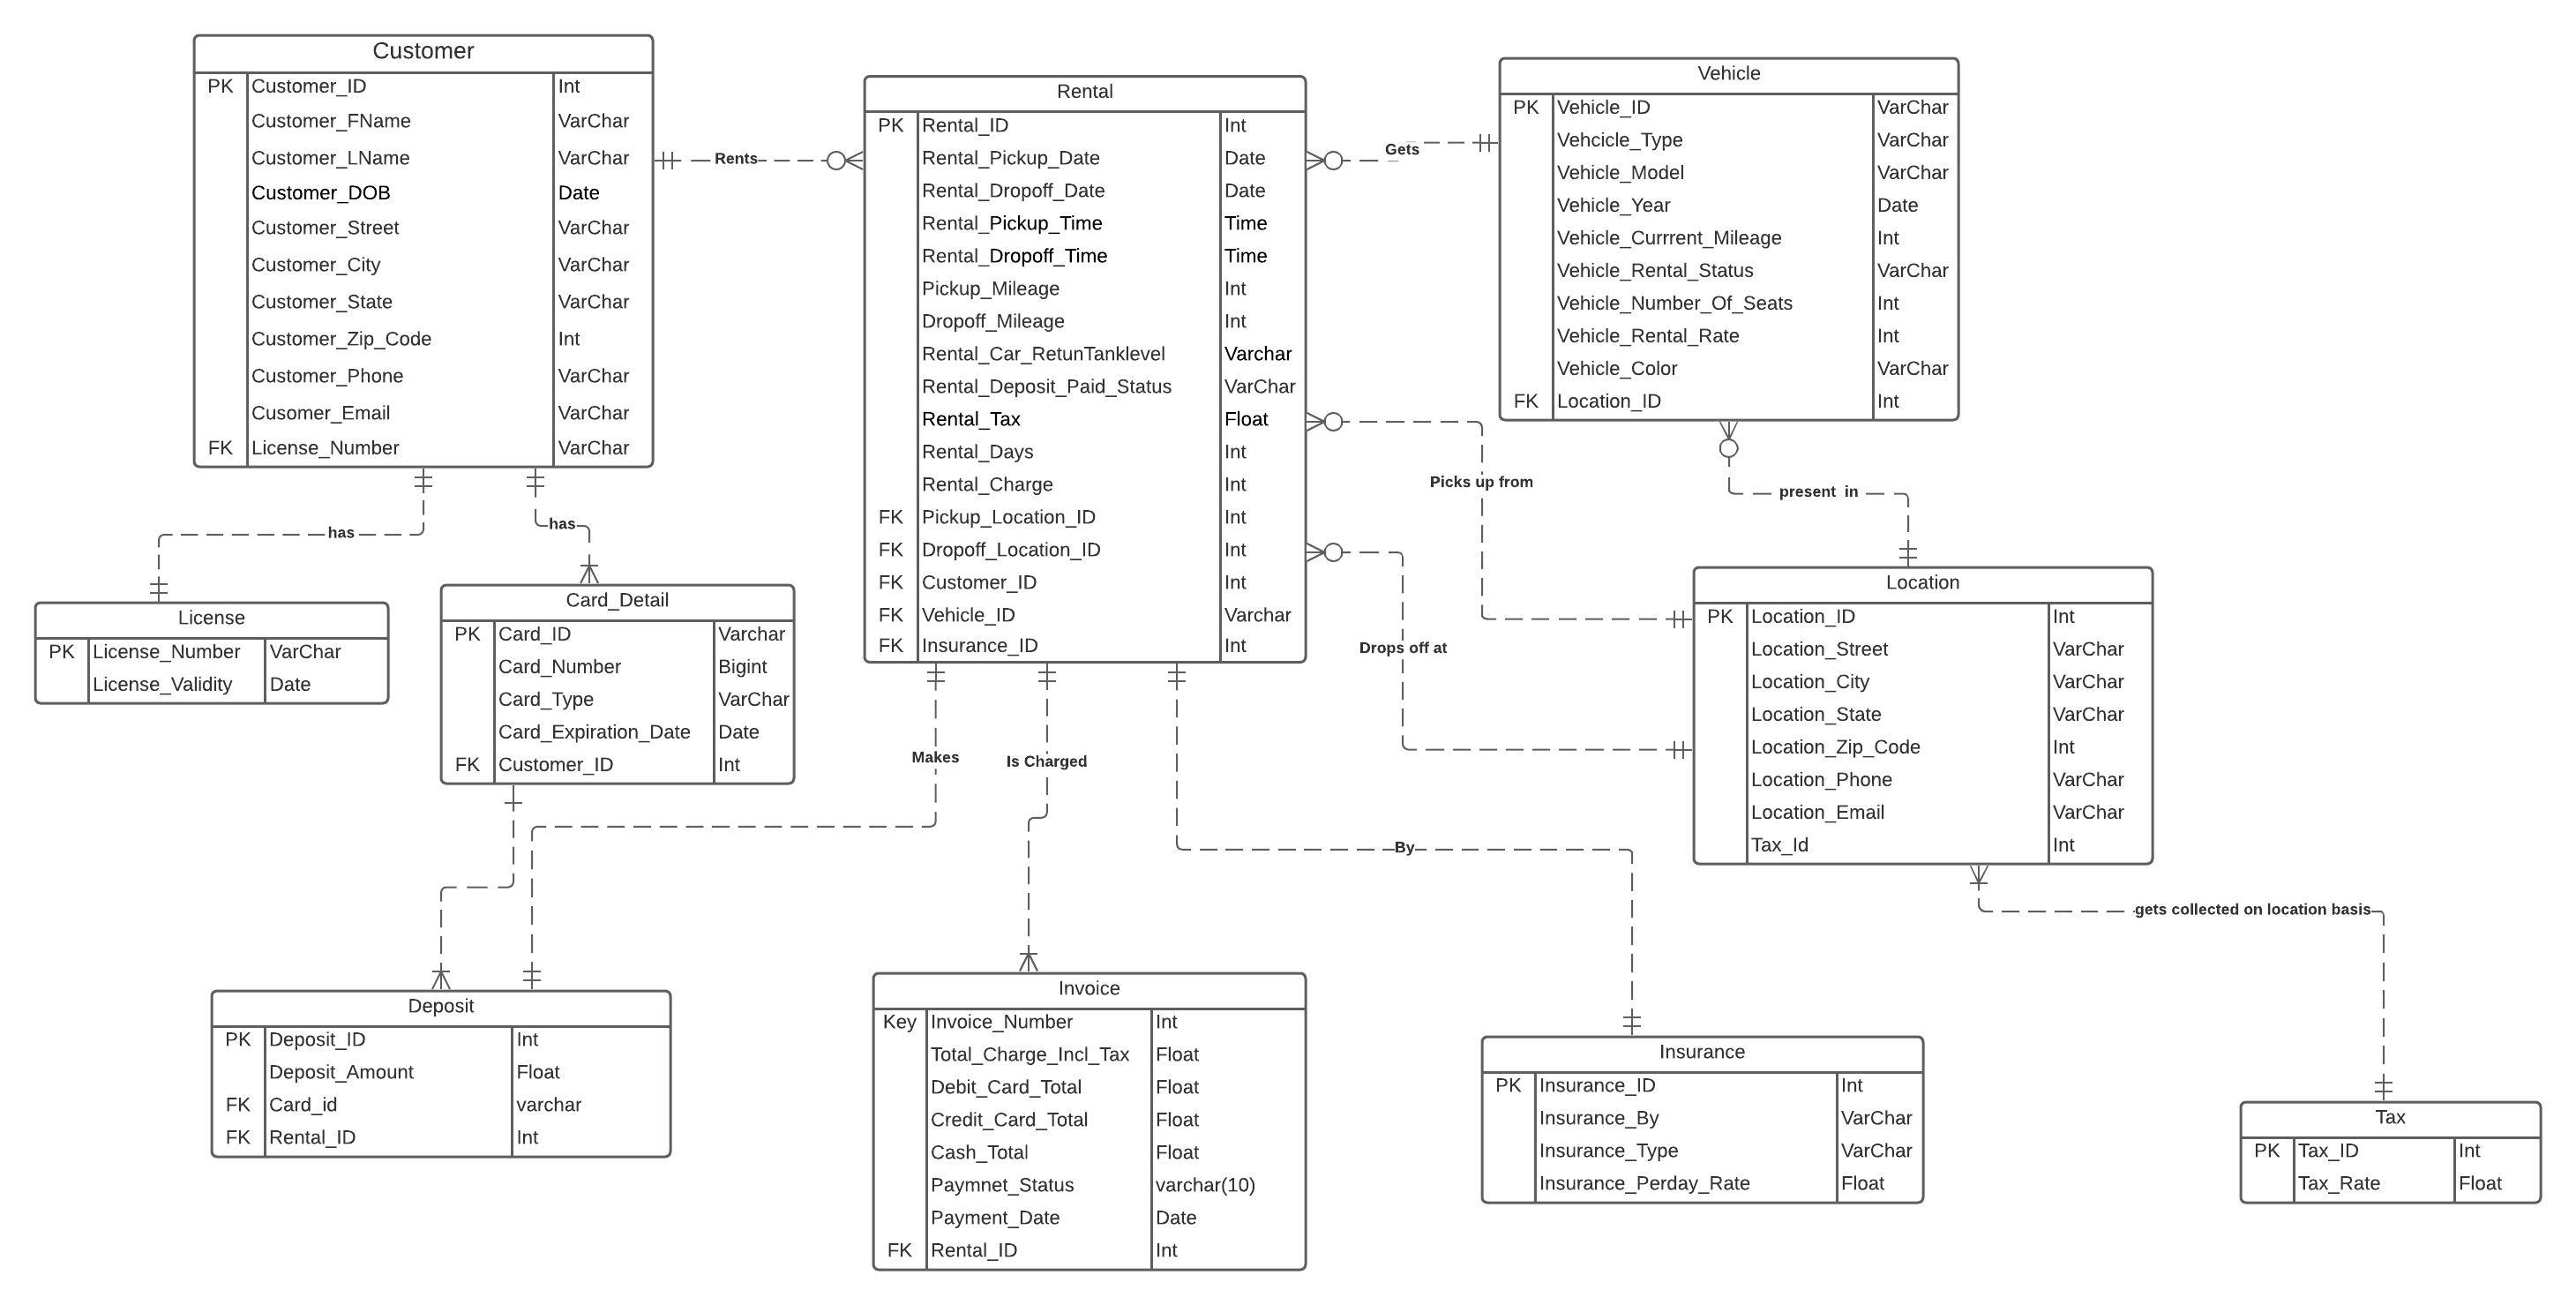 Customer
PK Customer_ID Int
Customer_FName VarChar
Customer_LName VarChar
Customer_DOB Date
Customer_Street VarChar
Customer_City VarChar
Customer_State VarChar
Customer_Zip_Code Int
Customer_Phone VarChar
Cusomer_Email VarChar
FK License_Number VarChar
Rents
Rental
PK Rental_ID Int
Rental_Pickup_Date Date
Rental_Dropoff_Date Date
Rental_Pickup_Time Time
Rental_Dropoff_Time Time
Pickup_Mileage Int
Dropoff_Mileage Int
Rental_Car_RetunTanklevel Varchar
Rental_Deposit_Paid_Status VarChar
Rental_Tax Float
Rental_Days Int
Rental_Charge Int
FK Pickup_Location_ID Int
FK Dropoff_Location_ID Int
FK Customer_ID Int
FK Vehicle_ID Varchar
FK Insurance_ID Int
Gets
Vehicle
PK Vehicle_ID VarChar
Vehcicle_Type VarChar
Vehicle_Model VarChar
Vehicle_Year Date
Vehicle_Currrent_Mileage Int
Vehicle_Rental_Status VarChar
Vehicle_Number_Of_Seats Int
Vehicle_Rental_Rate Int
Vehicle_Color VarChar
FK Location_ID Int
Picks up from
present in
has
has
Drops off at
License
PK License_Number VarChar
License_Validity Date
Card_Detail
PK Card_ID Varchar
Card_Number Bigint
Card_Type VarChar
Card_Expiration_Date Date
FK Customer_ID Int
Location
PK Location_ID Int
Location_Street VarChar
Location_City VarChar
Location_State VarChar
Location_Zip_Code Int
Location_Phone VarChar
Location_Email VarChar
Tax_Id Int
Makes
Is Charged
By
gets collected on location basis
Deposit
PK Deposit_ID Int
Deposit_Amount Float
FK Card_id varchar
FK Rental_ID Int
Invoice
Key Invoice_Number Int
Total_Charge_Incl_Tax Float
Debit_Card_Total Float
Credit_Card_Total Float
Cash_Total Float
Paymnet_Status varchar(10)
Payment_Date Date
FK Rental_ID Int
Insurance
PK Insurance_ID Int
Insurance_By VarChar
Insurance_Type VarChar
Insurance_Perday_Rate Float
Tax
PK Tax_ID Int
Tax_Rate Float